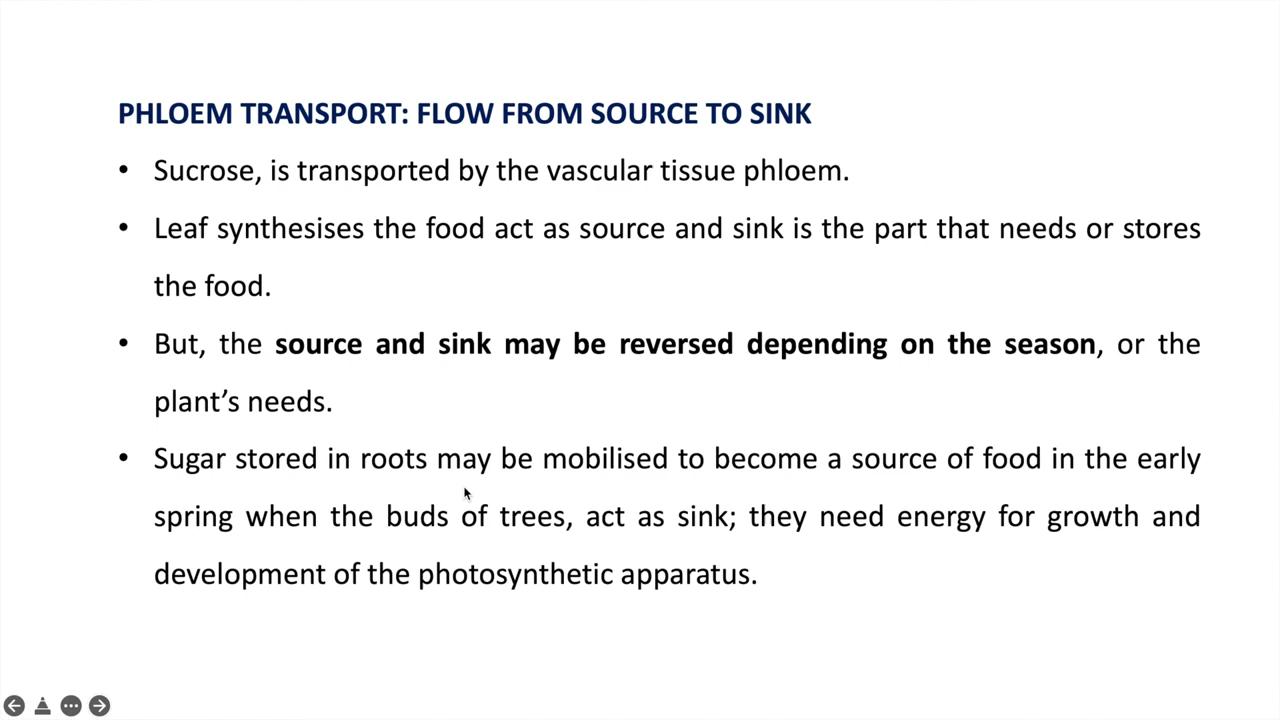 PHLOEM TRANSPORT: FLOW FROM SOURCE TO SINK
• Sucrose, is transported by the vascular tissue phloem.
• Leaf synthesises the food act as source and sink is the part that needs or stores
the food.
• But, the source and sink may be reversed depending on the season, or the
plant’s needs.
• Sugar stored in roots may be mobilised to become a source of food in the early
spring when the buds of trees, act as sink; they need energy for growth and
development of the photosynthetic apparatus.